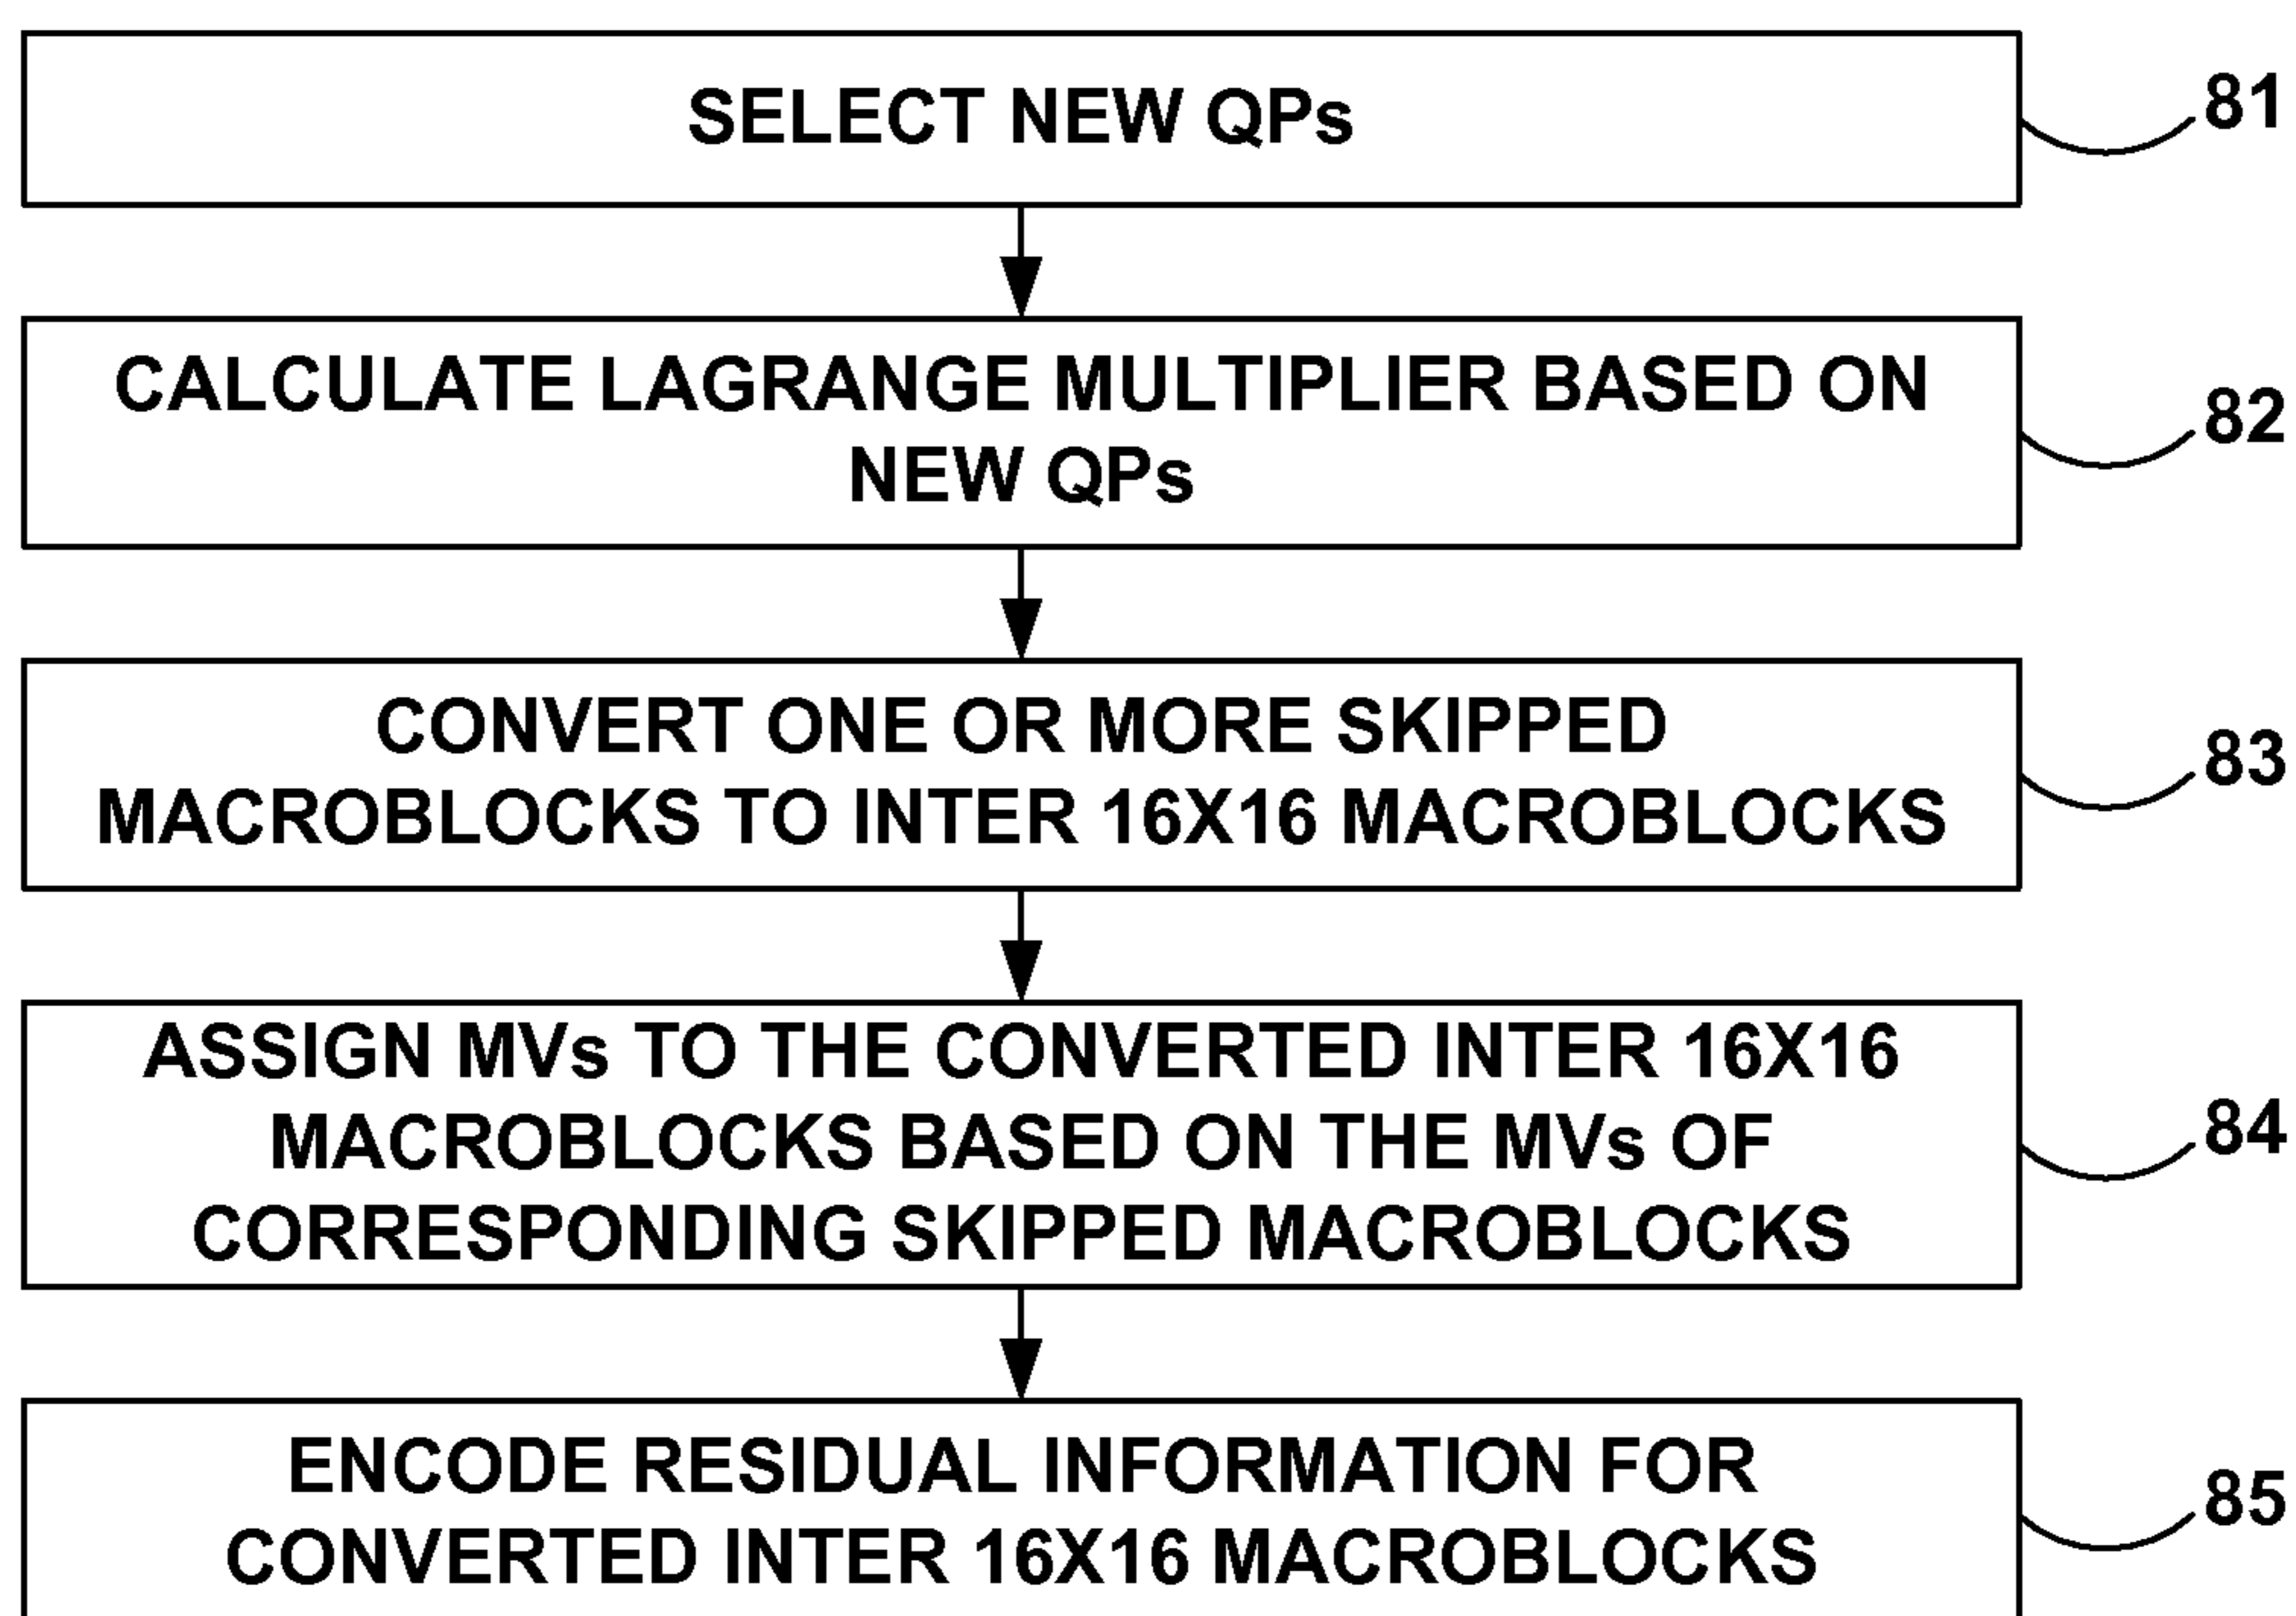 SELECT NEW QPs
81
CALCULATE LAGRANGE MULTIPLIER BASED ON
NEW QPs
82
CONVERT ONE OR MORE SKIPPED
MACROBLOCKS TO INTER 16X16 MACROBLOCKS
83
ASSIGN MVs TO THE CONVERTED INTER 16X16
MACROBLOCKS BASED ON THE MVs OF
CORRESPONDING SKIPPED MACROBLOCKS
84
ENCODE RESIDUAL INFORMATION FOR
CONVERTED INTER 16X16 MACROBLOCKS
85